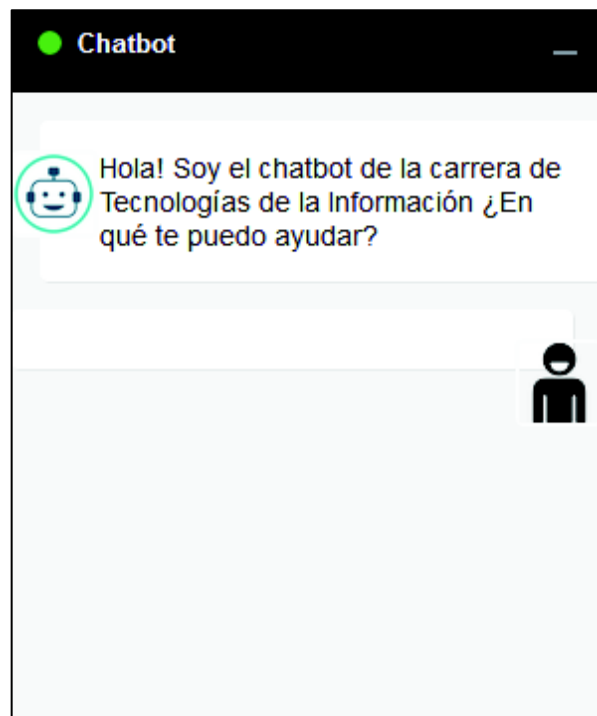 Chatbot
Hola! Soy el chatbot de la carrera de
Tecnologías de la Información ¿En
qué te puedo ayudar?